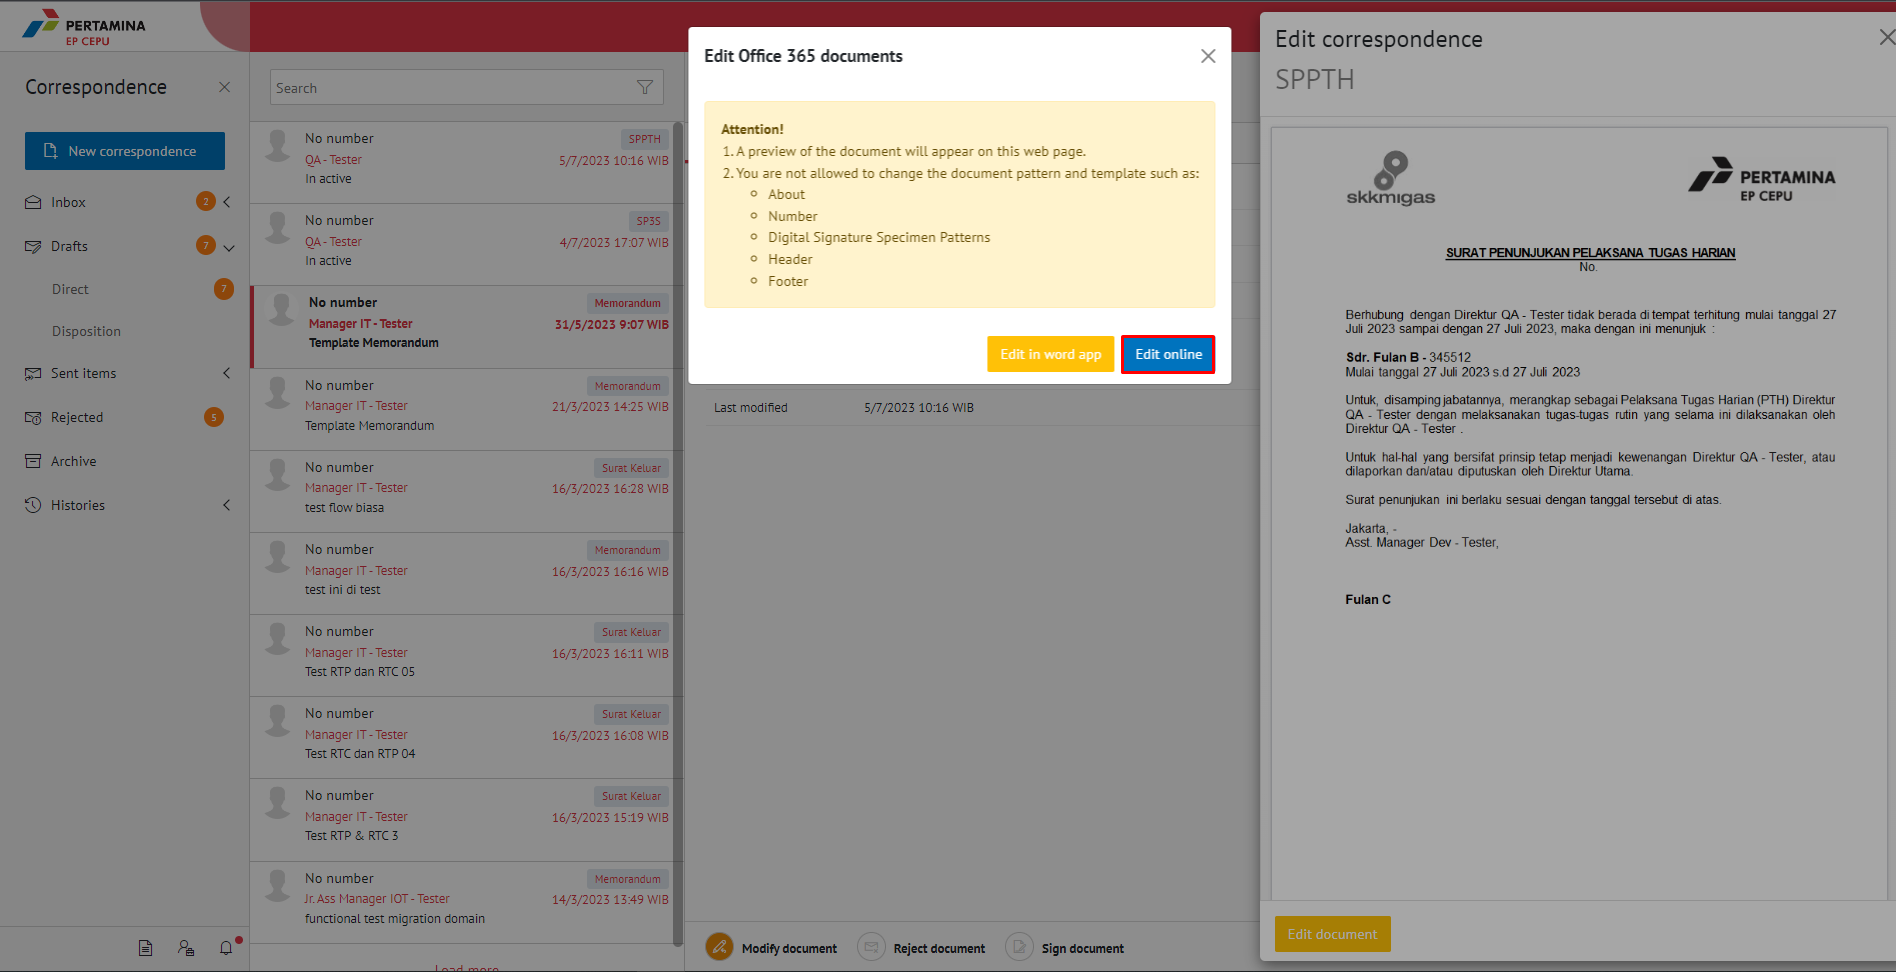 PERTAMINA
EP CEPU
Correspondence
New correspondence
Inbox
2
Drafts
7
Direct
7
Disposition
Sent items
Rejected
5
Archive
Histories
Search
No number
SPPTH
QA - Tester
5/7/2023 10:16 WIB
In active
No number
SP3S
QA - Tester
4/7/2023 17:07 WIB
In active
No number
Memorandum
Manager IT - Tester
31/5/2023 9:07 WIB
Template Memorandum
No number
Memorandum
Manager IT - Tester
21/3/2023 14:25 WIB
Template Memorandum
No number
Surat Keluar
Manager IT - Tester
16/3/2023 16:28 WIB
test flow biasa
No number
Memorandum
Manager IT - Tester
16/3/2023 16:16 WIB
test ini di test
No number
Surat Keluar
Manager IT - Tester
16/3/2023 16:11 WIB
Test RTP dan RTC 05
No number
Surat Keluar
Manager IT - Tester
16/3/2023 16:08 WIB
Test RTC dan RTP 04
No number
Surat Keluar
Manager IT - Tester
16/3/2023 15:19 WIB
Test RTP & RTC 3
No number
Memorandum
Jr. Ass Manager IOT - Tester
14/3/2023 13:49 WIB
functional test migration domain
Load more
Edit Office 365 documents
Attention!
1. A preview of the document will appear on this web page.
2. You are not allowed to change the document pattern and template such as:
About
Number
Digital Signature Specimen Patterns
Header
Footer
Edit in word app
Edit online
Last modified
5/7/2023 10:16 WIB
Modify document
Reject document
Sign document
Edit correspondence
SPPTH
skkmigas
PERTAMINA
EP CEPU
SURAT PENUNJUKAN PELAKSANA TUGAS HARIAN
No.
Berhubung dengan Direktur QA - Tester tidak berada di tempat terhitung mulai tanggal 27
Juli 2023 sampai dengan 27 Juli 2023, maka dengan ini menunjuk :
Sdr. Fulan B - 345512
Mulai tanggal 27 Juli 2023 s.d 27 Juli 2023
Untuk, disamping jabatannya, merangkap sebagai Pelaksana Tugas Harian (PTH) Direktur
QA - Tester dengan melaksanakan tugas-tugas rutin yang selama ini dilaksanakan oleh
Direktur QA - Tester .
Untuk hal-hal yang bersifat prinsip tetap menjadi kewenangan Direktur QA - Tester, atau
dilaporkan dan/atau diputuskan oleh Direktur Utama.
Surat penunjukan ini berlaku sesuai dengan tanggal tersebut di atas.
Jakarta, -
Asst. Manager Dev - Tester,
Fulan C
Edit document